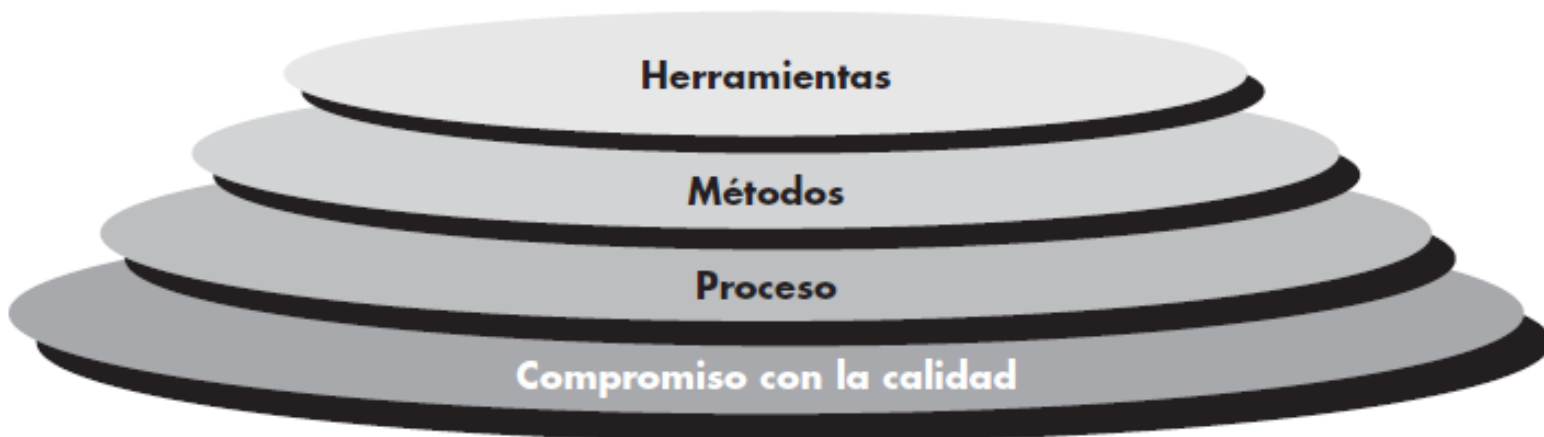 Herramientas
Métodos
Proceso
Compromiso con la calidad